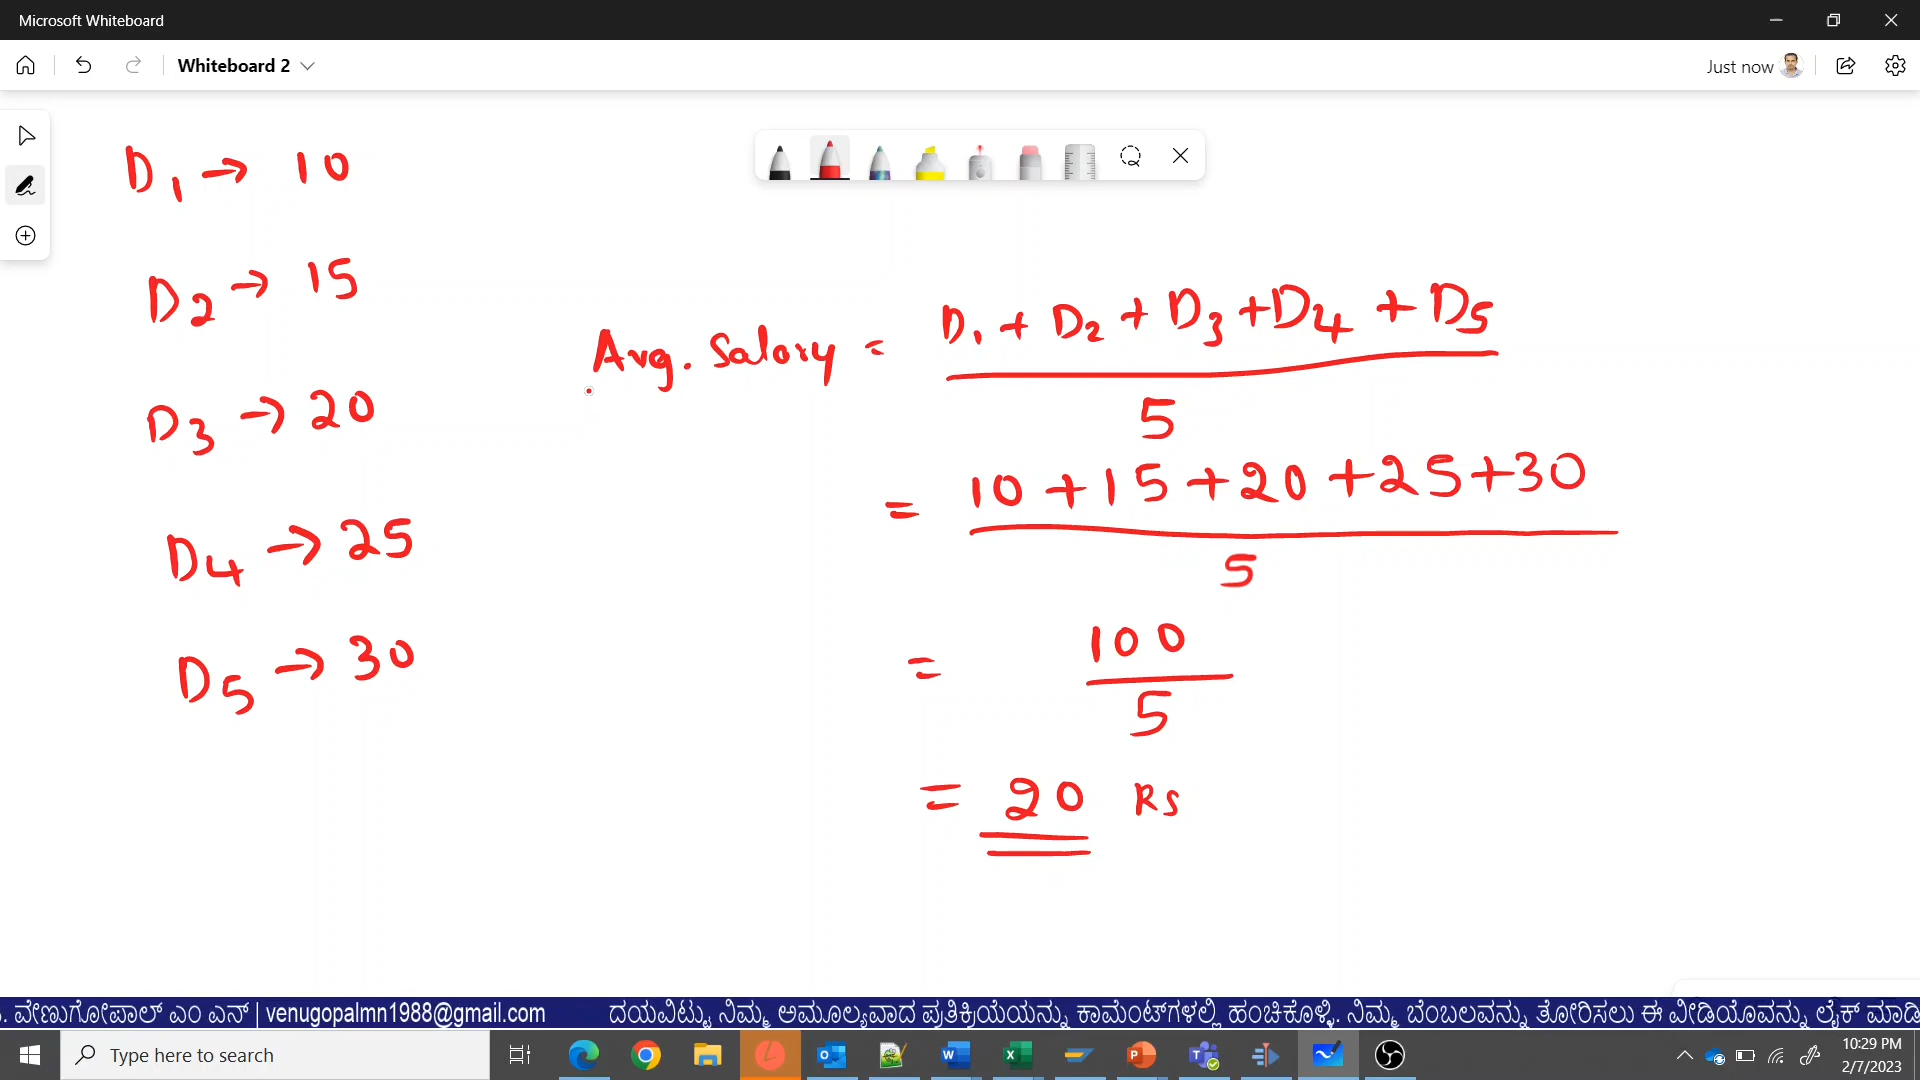 Microsoft Whiteboard
Whiteboard 2
Just now
D1 → 10
D2 → 15
D3 → 20
D4 → 25
D5 → 30
Avg. Salary = D1 + D2 + D3 + D4 + D5
5
= 10 + 15 + 20 + 25 + 30
5
= 100
5
= 20 Rs
. ವೇಣುಗೋಪಾಲ್ ಎಂ ಎನ್ | venugopalmn1988@gmail.com ದಯವಿಟ್ಟು ನಿಮ್ಮ ಅಮೂಲ್ಯವಾದ ಪ್ರತಿಕ್ರಿಯೆಯನ್ನು ಕಾಮೆಂಟ್‌ಗಳಲ್ಲಿ ಹಂಚಿಕೊಳ್ಳಿ. ನಿಮ್ಮ ಬೆಂಬಲವನ್ನು ತೋರಿಸಲು ಈ ವೀಡಿಯೊವನ್ನು ಲೈಕ್ ಮಾಡಿ
Type here to search
10:29 PM
2/7/2023